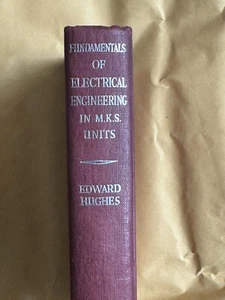 FUNDAMENTALS
OF
ELECTRICAL
ENGINEERING
IN M.K.S.
UNITS
EDWARD
HUGHES